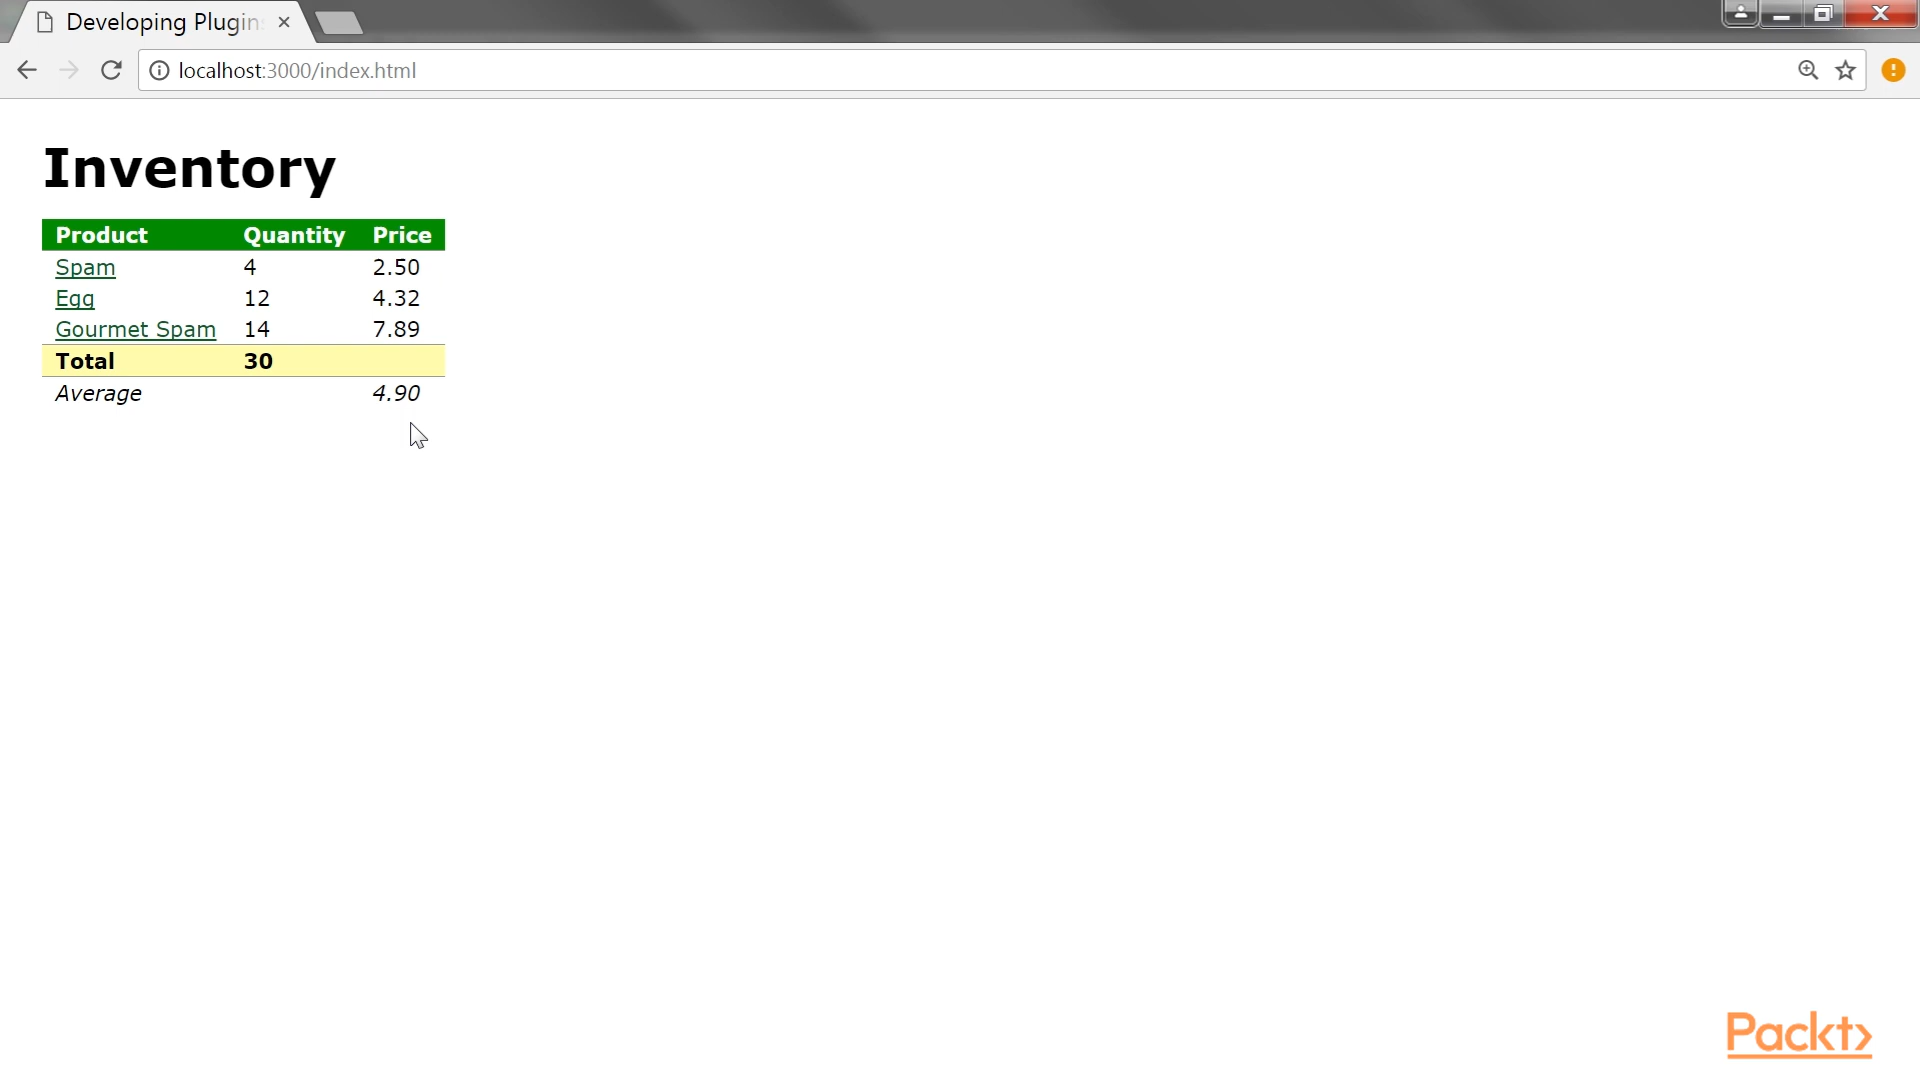 Developing Plugin
localhost:3000/index.html
Inventory
Product Quantity Price
Spam 4 2.50
Egg 12 4.32
Gourmet Spam 14 7.89
Total 30
Average 4.90
Packt>